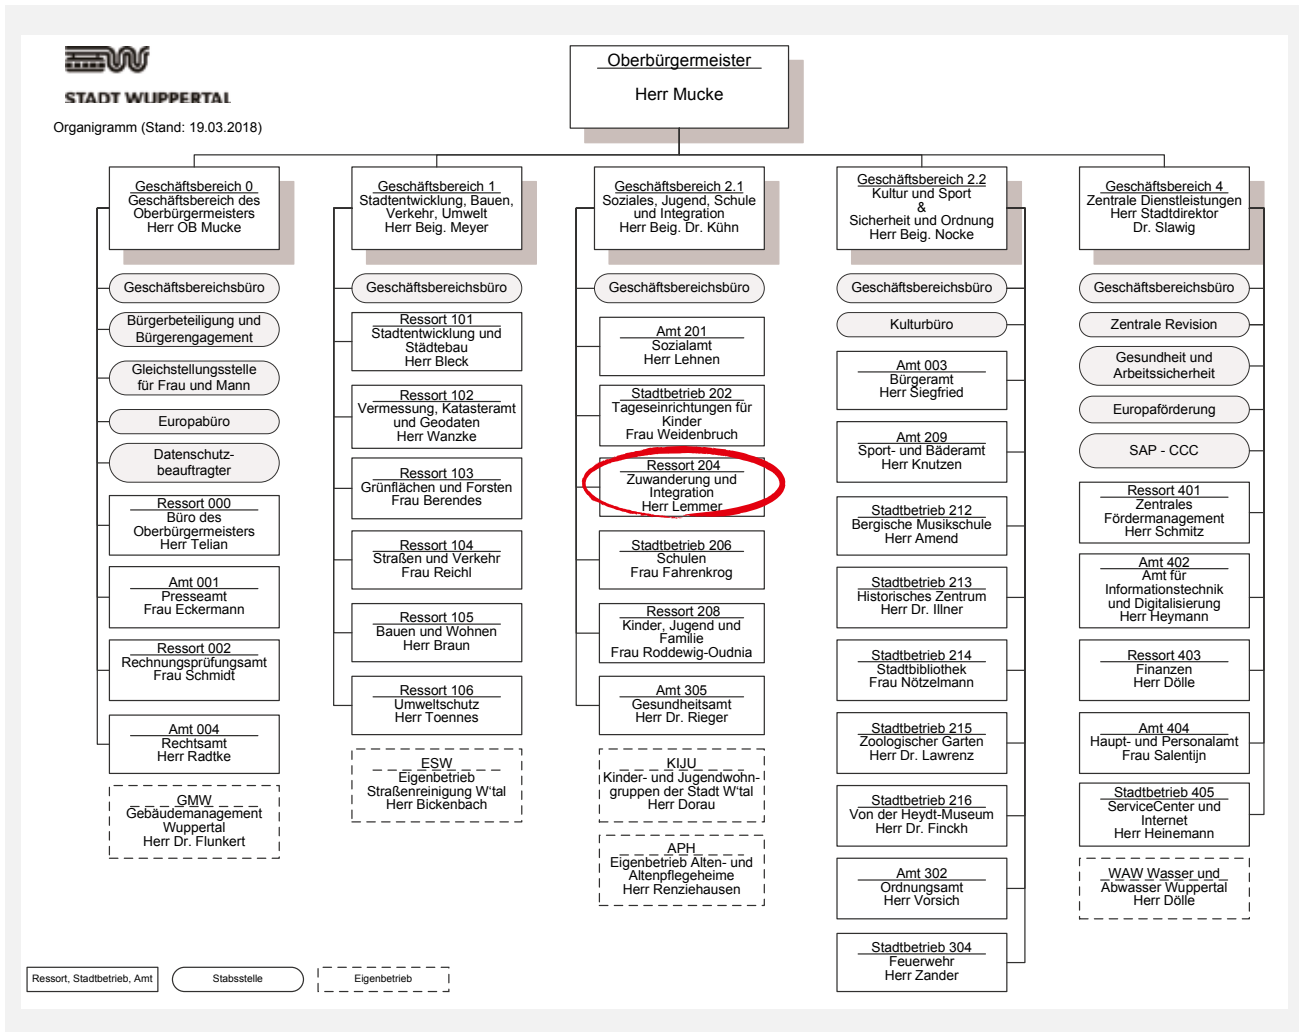 STADT WUPPERTAL
Organigramm (Stand: 19.03.2018)
Oberbürgermeister
Herr Mucke
Geschäftsbereich 0
Geschäftsbereich des
Oberbürgermeisters
Herr OB Mucke
Geschäftsbereichsbüro
Bürgerbeteiligung und
Bürgerengagement
Gleichstellungsstelle
für Frau und Mann
Europabüro
Datenschutz-
beauftragter
Ressort 000
Büro des
Oberbürgermeisters
Herr Telian
Amt 001
Presseamt
Frau Eckermann
Ressort 002
Rechnungsprüfungsamt
Frau Schmidt
Amt 004
Rechtsamt
Herr Radtke
GMW
Gebäudemanagement
Wuppertal
Herr Dr. Flunkert
Geschäftsbereich 1
Stadtentwicklung, Bauen,
Verkehr, Umwelt
Herr Beig. Meyer
Geschäftsbereichsbüro
Ressort 101
Stadtentwicklung und
Städtebau
Herr Bleck
Ressort 102
Vermessung, Katasteramt
und Geodaten
Herr Wanzke
Ressort 103
Grünflächen und Forsten
Frau Berendes
Ressort 104
Straßen und Verkehr
Frau Reichl
Ressort 105
Bauen und Wohnen
Herr Braun
Ressort 106
Umweltschutz
Herr Toennes
ESW
Eigenbetrieb
Straßenreinigung W'tal
Herr Bickenbach
Geschäftsbereich 2.1
Soziales, Jugend, Schule
und Integration
Herr Beig. Dr. Kühn
Geschäftsbereichsbüro
Amt 201
Sozialamt
Herr Lehnen
Stadtbetrieb 202
Tageseinrichtungen für
Kinder
Frau Weidenbruch
Ressort 204
Zuwanderung und
Integration
Herr Lemmer
Stadtbetrieb 206
Schulen
Frau Fahrenkrog
Ressort 208
Kinder, Jugend und
Familie
Frau Roddewig-Oudnia
Amt 305
Gesundheitsamt
Herr Dr. Rieger
KIJU
Kinder- und Jugendwohn-
gruppen der Stadt W'tal
Herr Dorau
APH
Eigenbetrieb Alten- und
Altenpflegeheime
Herr Renziehausen
Geschäftsbereich 2.2
Kultur und Sport
&
Sicherheit und Ordnung
Herr Beig. Nocke
Geschäftsbereichsbüro
Kulturbüro
Amt 003
Bürgeramt
Herr Siegfried
Amt 209
Sport- und Bäderamt
Herr Knutzen
Stadtbetrieb 212
Bergische Musikschule
Herr Amend
Stadtbetrieb 213
Historisches Zentrum
Herr Dr. Illner
Stadtbetrieb 214
Stadtbibliothek
Frau Nötzelmann
Stadtbetrieb 215
Zoologischer Garten
Herr Dr. Lawrenz
Stadtbetrieb 216
Von der Heydt-Museum
Herr Dr. Finckh
Amt 302
Ordnungsamt
Herr Vorsich
Stadtbetrieb 304
Feuerwehr
Herr Zander
Geschäftsbereich 4
Zentrale Dienstleistungen
Herr Stadtdirektor
Dr. Slawig
Geschäftsbereichsbüro
Zentrale Revision
Gesundheit und
Arbeitssicherheit
Europaförderung
SAP - CCC
Ressort 401
Zentrales
Fördermanagement
Herr Schmitz
Amt 402
Amt für
Informationstechnik
und Digitalisierung
Herr Heymann
Ressort 403
Finanzen
Herr Dölle
Amt 404
Haupt- und Personalamt
Frau Salentijn
Stadtbetrieb 405
ServiceCenter und
Internet
Herr Heinemann
WAW Wasser und
Abwasser Wuppertal
Herr Dölle
Ressort, Stadtbetrieb, Amt
Stabsstelle
Eigenbetrieb